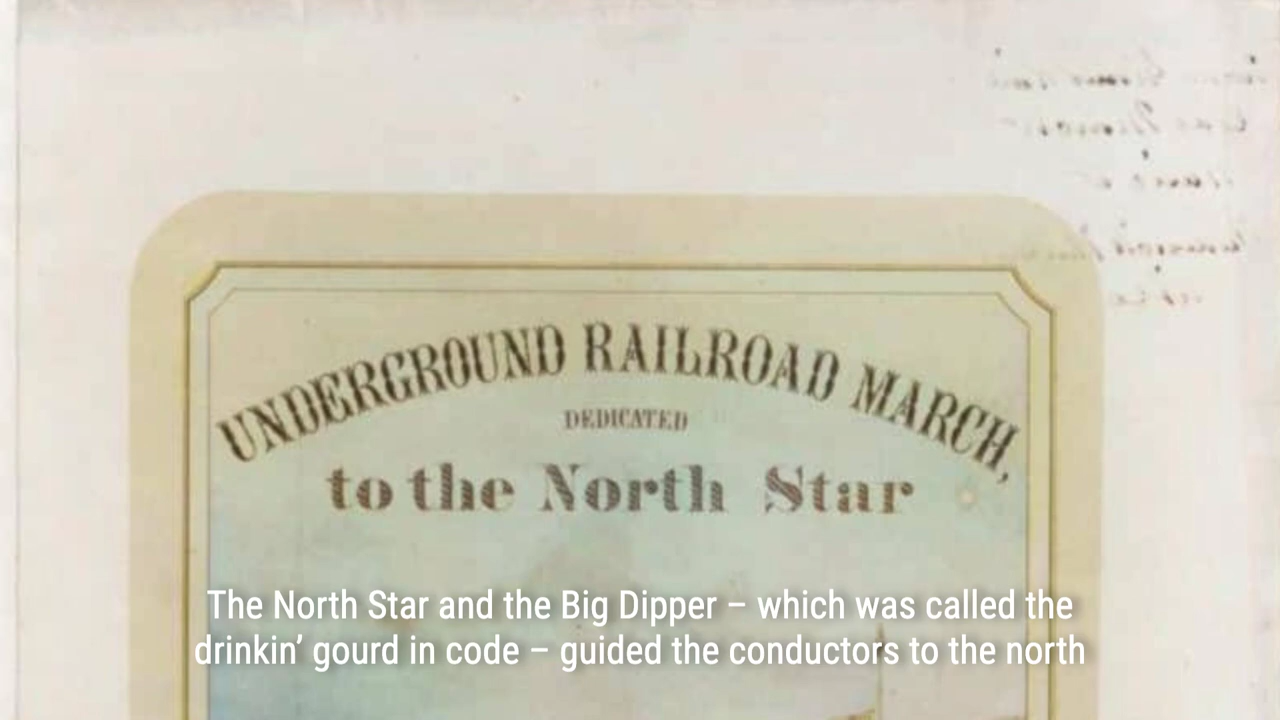 UNDERGROUND RAILROAD MARCH,
DEDICATED
to the North Star
The North Star and the Big Dipper – which was called the
drinkin’ gourd in code – guided the conductors to the north